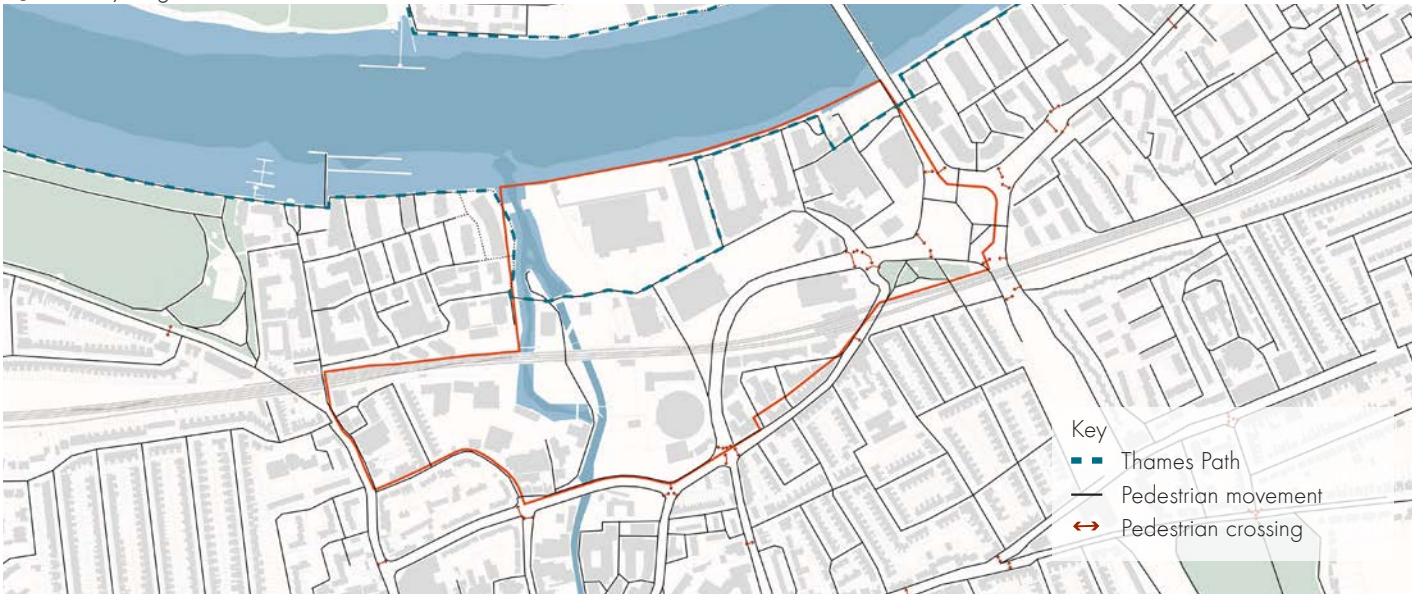 Key
Thames Path
Pedestrian movement
Pedestrian crossing